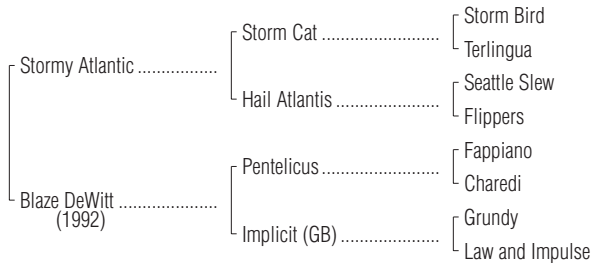 Storm Bird
Storm Cat ........................
Terlingua
Stormy Atlantic ................
Seattle Slew
Hail Atlantis .....................
Flippers
Fappiano
Pentelicus ........................
Charedi
Blaze DeWitt ....................
(1992)
Grundy
Implicit (GB) ....................
Law and Impulse